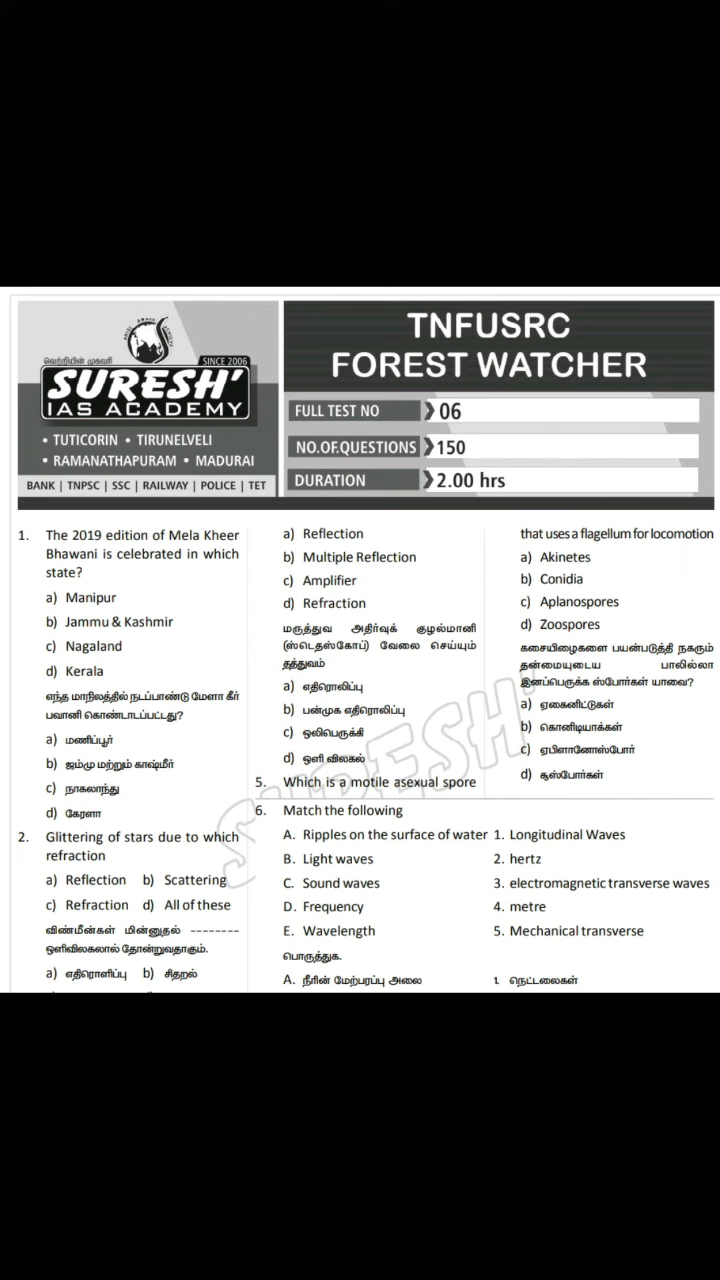 வெற்றியின் முகவரி
ARISE AWAKE ACHIEVE
SINCE 2006
SURESH'
IAS ACADEMY
• TUTICORIN • TIRUNELVELI
• RAMANATHAPURAM • MADURAI
BANK | TNPSC | SSC | RAILWAY | POLICE | TET
TNFUSRC
FOREST WATCHER
FULL TEST NO 06
NO.OF.QUESTIONS 150
DURATION 2.00 hrs
1. The 2019 edition of Mela Kheer
Bhawani is celebrated in which
state?
a) Manipur
b) Jammu & Kashmir
c) Nagaland
d) Kerala
எந்த மாநிலத்தில் நடப்பாண்டு மேளா கீர்
பவானி கொண்டாடப்பட்டது?
a) மணிப்பூர்
b) ஜம்மு மற்றும் காஷ்மீர்
c) நாகலாந்து
d) கேரளா
2. Glittering of stars due to which
refraction
a) Reflection b) Scattering
c) Refraction d) All of these
விண்மீன்கள் மின்னுதல் --------
ஒளிவிலகலால் தோன்றுவதாகும்.
a) எதிரொளிப்பு b) சிதறல்
a) Reflection
b) Multiple Reflection
c) Amplifier
d) Refraction
மருத்துவ அதிர்வுக் குழல்மானி
(ஸ்டெதஸ்கோப்) வேலை செய்யும்
தத்துவம்
a) எதிரொலிப்பு
b) பன்முக எதிரொலிப்பு
c) ஒலிபெருக்கி
d) ஒளி விலகல்
5. Which is a motile asexual spore
that uses a flagellum for locomotion
a) Akinetes
b) Conidia
c) Aplanospores
d) Zoospores
கசையிழைகளை பயன்படுத்தி நகரும்
தன்மையுடைய பாலில்லா
இனப்பெருக்க ஸ்போர்கள் யாவை?
a) ஏகைனிட்டுகள்
b) கொனிடியாக்கள்
c) ஏபிளானோஸ்போர்
d) சூஸ்போர்கள்
6. Match the following
A. Ripples on the surface of water 1. Longitudinal Waves
B. Light waves 2. hertz
C. Sound waves 3. electromagnetic transverse waves
D. Frequency 4. metre
E. Wavelength 5. Mechanical transverse
பொருத்துக.
A. நீரின் மேற்பரப்பு அலை 1. நெட்டலைகள்
SURESH'